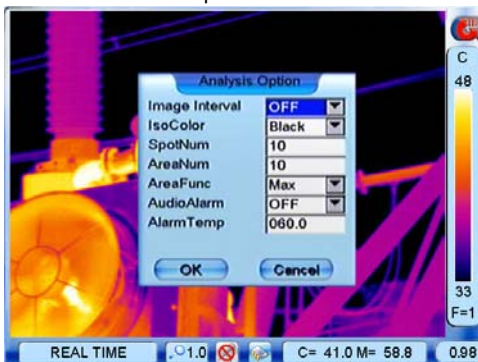 Analysis Option
Image Interval OFF
IsoColor Black
SpotNum 10
AreaNum 10
AreaFunc Max
AudioAlarm OFF
AlarmTemp 060.0
OK Cancel
C
48
33
F=1
REAL TIME 1.0 C= 41.0 M= 58.8 0.98